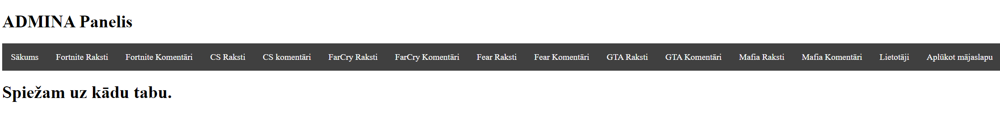 ADMINA Panelis
Sākums Fortnite Raksti Fortnite Komentāri CS Raksti CS komentāri FarCry Raksti FarCry Komentāri Fear Raksti Fear Komentāri GTA Raksti GTA Komentāri Mafia Raksti Mafia Komentāri Lietotāji Aplūkot mājaslapu
Spiežam uz kādu tabu.